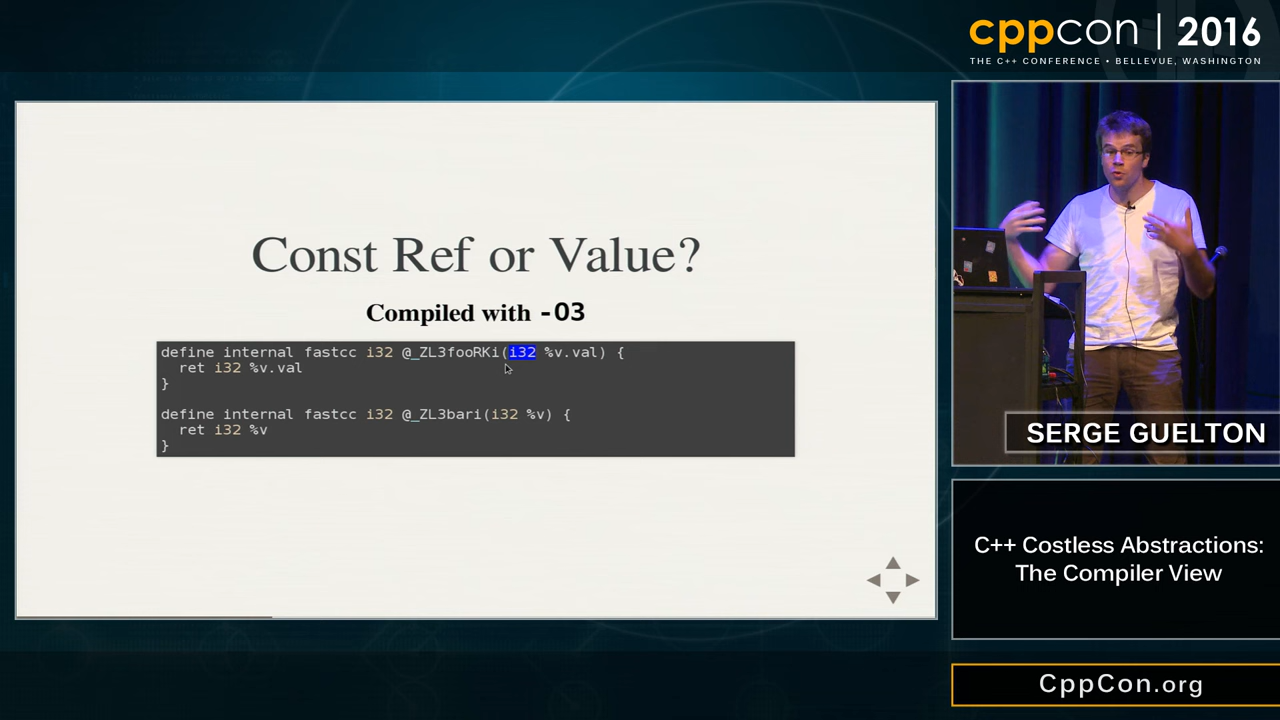 cppcon | 2016
THE C++ CONFERENCE • BELLEVUE, WASHINGTON
Const Ref or Value?
Compiled with -O3
define internal fastcc i32 @_ZL3fooRKi(i32 %v.val) {
  ret i32 %v.val
}
define internal fastcc i32 @_ZL3bari(i32 %v) {
  ret i32 %v
}
SERGE GUELTON
C++ Costless Abstractions:
The Compiler View
CppCon.org